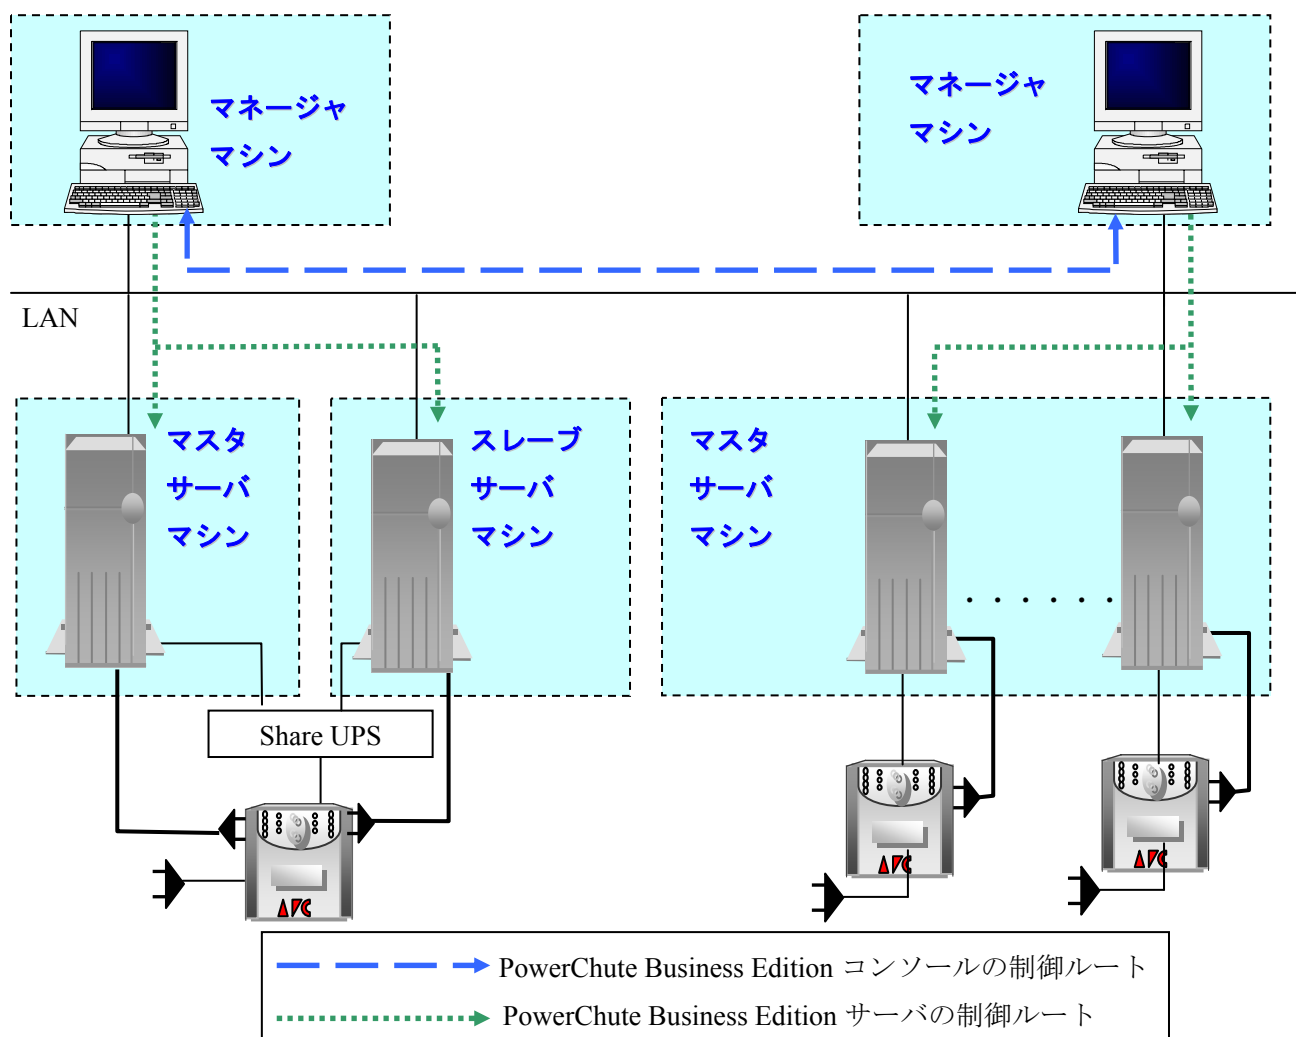 マネージャ
マシン
マネージャ
マシン
LAN
マスタ
サーバ
マシン
スレーブ
サーバ
マシン
マスタ
サーバ
マシン
・・・・・・
Share UPS
APC
APC
APC
PowerChute Business Edition コンソールの制御ルート
PowerChute Business Edition サーバの制御ルート